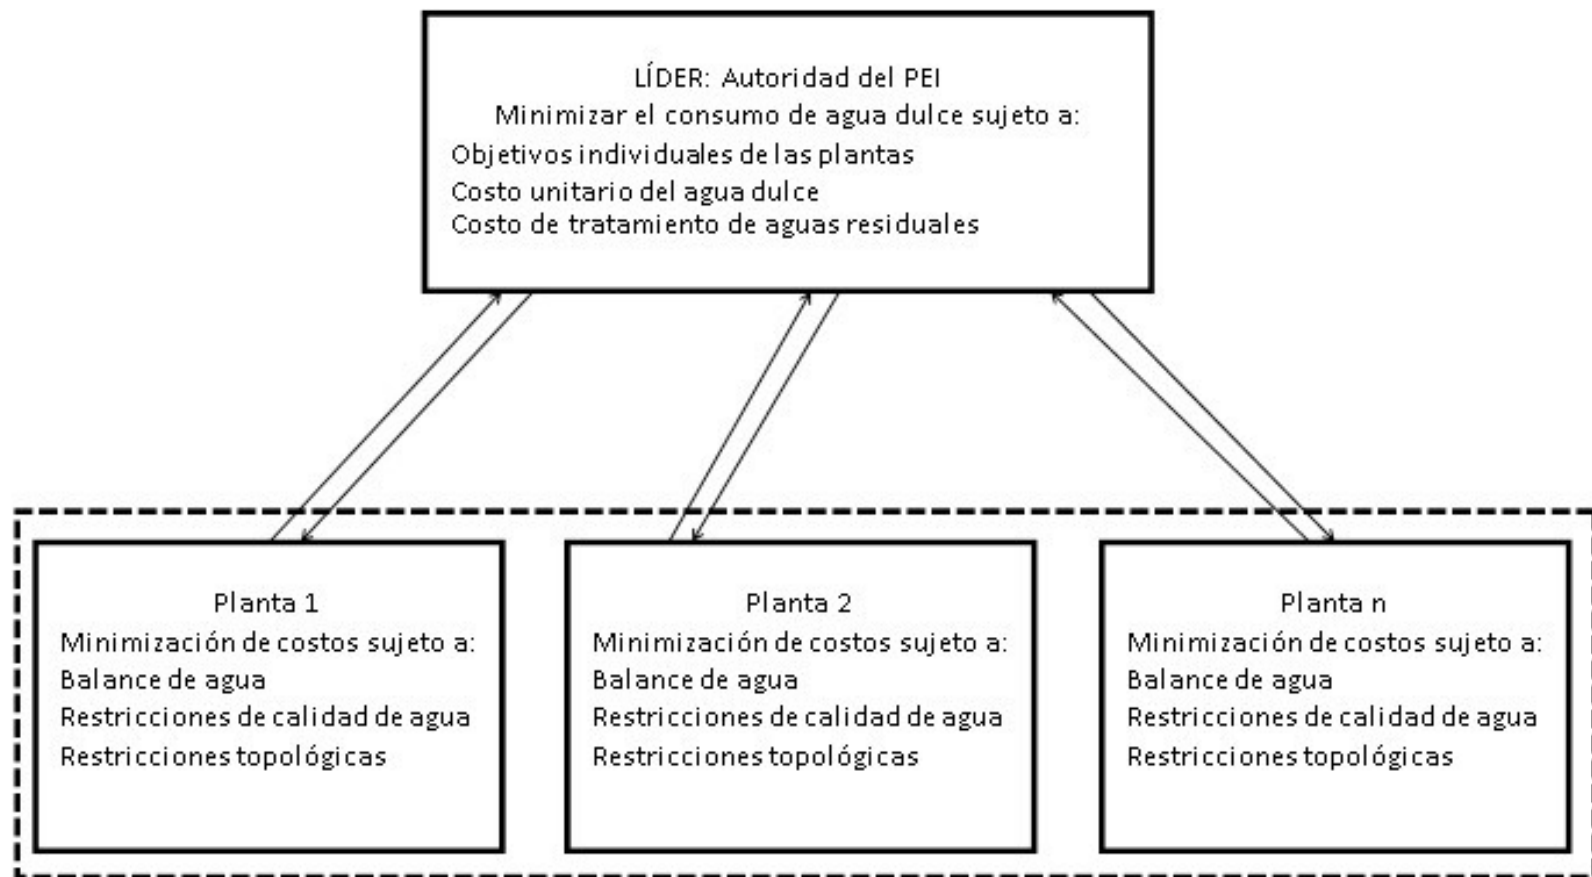 LÍDER: Autoridad del PEI
Minimizar el consumo de agua dulce sujeto a:
Objetivos individuales de las plantas
Costo unitario del agua dulce
Costo de tratamiento de aguas residuales
Planta 1
Minimización de costos sujeto a:
Balance de agua
Restricciones de calidad de agua
Restricciones topológicas
Planta 2
Minimización de costos sujeto a:
Balance de agua
Restricciones de calidad de agua
Restricciones topológicas
Planta n
Minimización de costos sujeto a:
Balance de agua
Restricciones de calidad de agua
Restricciones topológicas